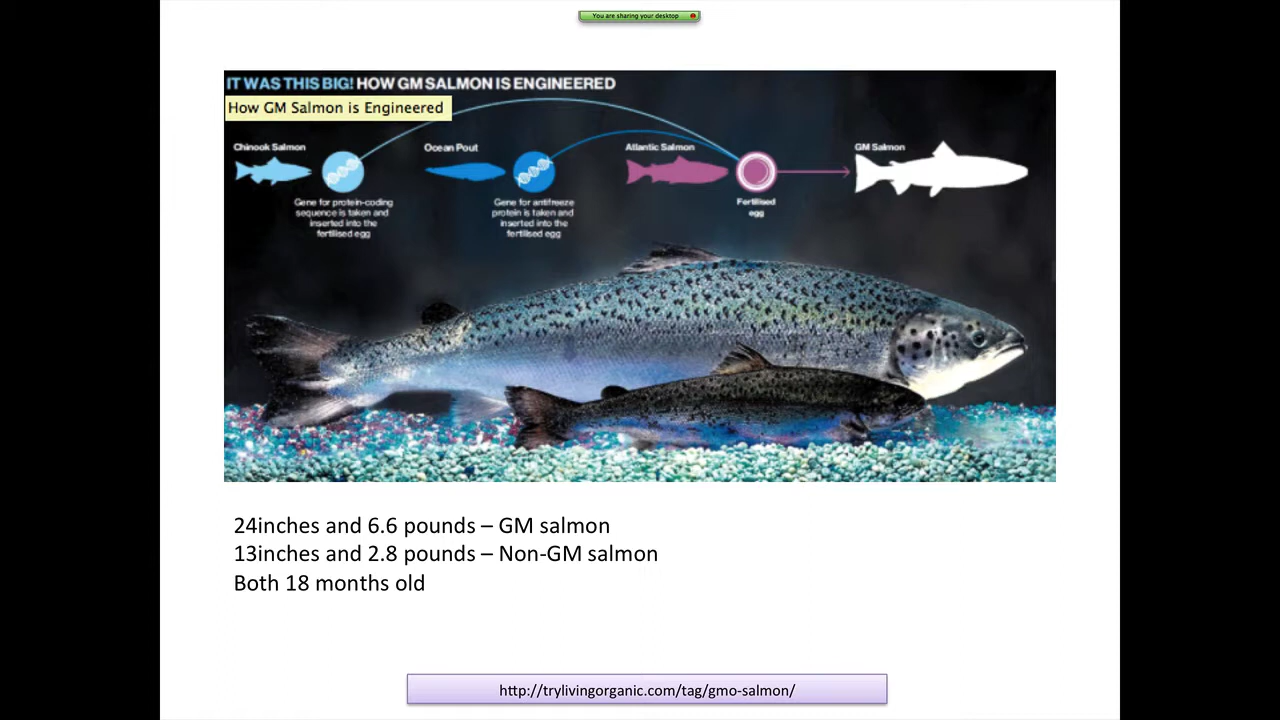 You are sharing your desktop
IT WAS THIS BIG! HOW GM SALMON IS ENGINEERED
How GM Salmon is Engineered
Chinook Salmon
Ocean Pout
Atlantic Salmon
GM Salmon
Gene for protein-coding
sequence is taken and
inserted into the
fertilised egg
Gene for antifreeze
protein is taken and
inserted into the
fertilised egg
Fertilised
egg
24inches and 6.6 pounds – GM salmon
13inches and 2.8 pounds – Non-GM salmon
Both 18 months old
http://trylivingorganic.com/tag/gmo-salmon/